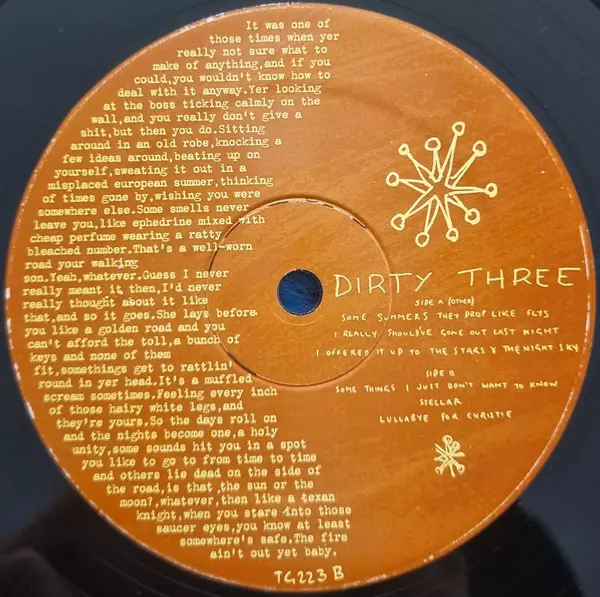 It was one of
those times when yer
really not sure what to
make of anything,and if you
could,you wouldn't know how to
deal with it anyway.Yer looking
at the boss ticking calmly on the
wall,and you really don't give a
shit,but then you do.Sitting
around in an old robe,knocking a
few ideas around,beating up on
yourself,sweating it out in a
misplaced european summer,thinking
of times gone by,wishing you were
somewhere else.Some smells never
leave you,like ephedrine mixed with
cheap perfume wearing a ratty
bleached number.That's a well-worn
road your walking
son.Yeah,whatever.Guess I never
really meant it then,I'd never
really thought about it like
that,and so it goes.She lays before
you like a golden road and you
can't afford the toll,a bunch of
keys and none of them
fit,somethings get to rattlin'
round in yer head.It's a muffled
scream sometimes.Feeling every inch
of those hairy white legs,and
they're yours.So the days roll on
and the nights become one,a holy
unity,some sounds hit you in a spot
you like to go to from time to time
and others lie dead on the side of
the road,is that ,the sun or the
moon?,whatever,then like a texan
knight,when you stare into those
saucer eyes,you know at least
somewhere's safe.The fire
ain't out yet baby.
DIRTY THREE
SIDE A (OTHER)
SOME SUMMERS THEY DROP LIKE FLYS
I REALLY SHOULD'VE GONE OUT LAST NIGHT
I OFFERED IT UP TO THE STARS & THE NIGHT SKY
SIDE B
SOME THINGS I JUST DON'T WANT TO KNOW
STELLAR
LULLABYE FOR CHRISTIE
TG223 B